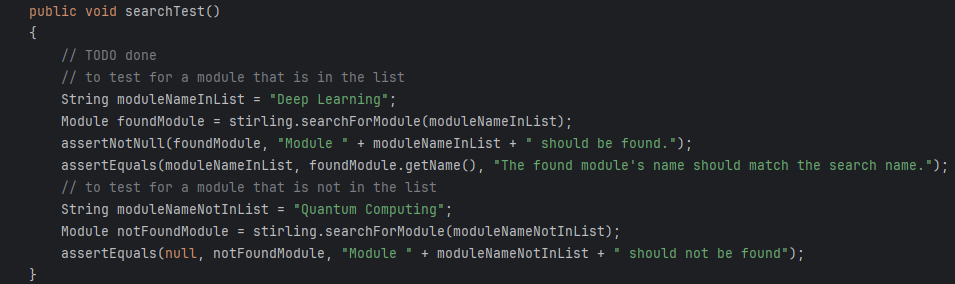 public void searchTest()
{
    // TODO done
    // to test for a module that is in the list
    String moduleNameInList = "Deep Learning";
    Module foundModule = stirling.searchForModule(moduleNameInList);
    assertNotNull(foundModule, "Module " + moduleNameInList + " should be found.");
    assertEquals(moduleNameInList, foundModule.getName(), "The found module's name should match the search name.");
    // to test for a module that is not in the list
    String moduleNameNotInList = "Quantum Computing";
    Module notFoundModule = stirling.searchForModule(moduleNameNotInList);
    assertEquals(null, notFoundModule, "Module " + moduleNameNotInList + " should not be found");
}